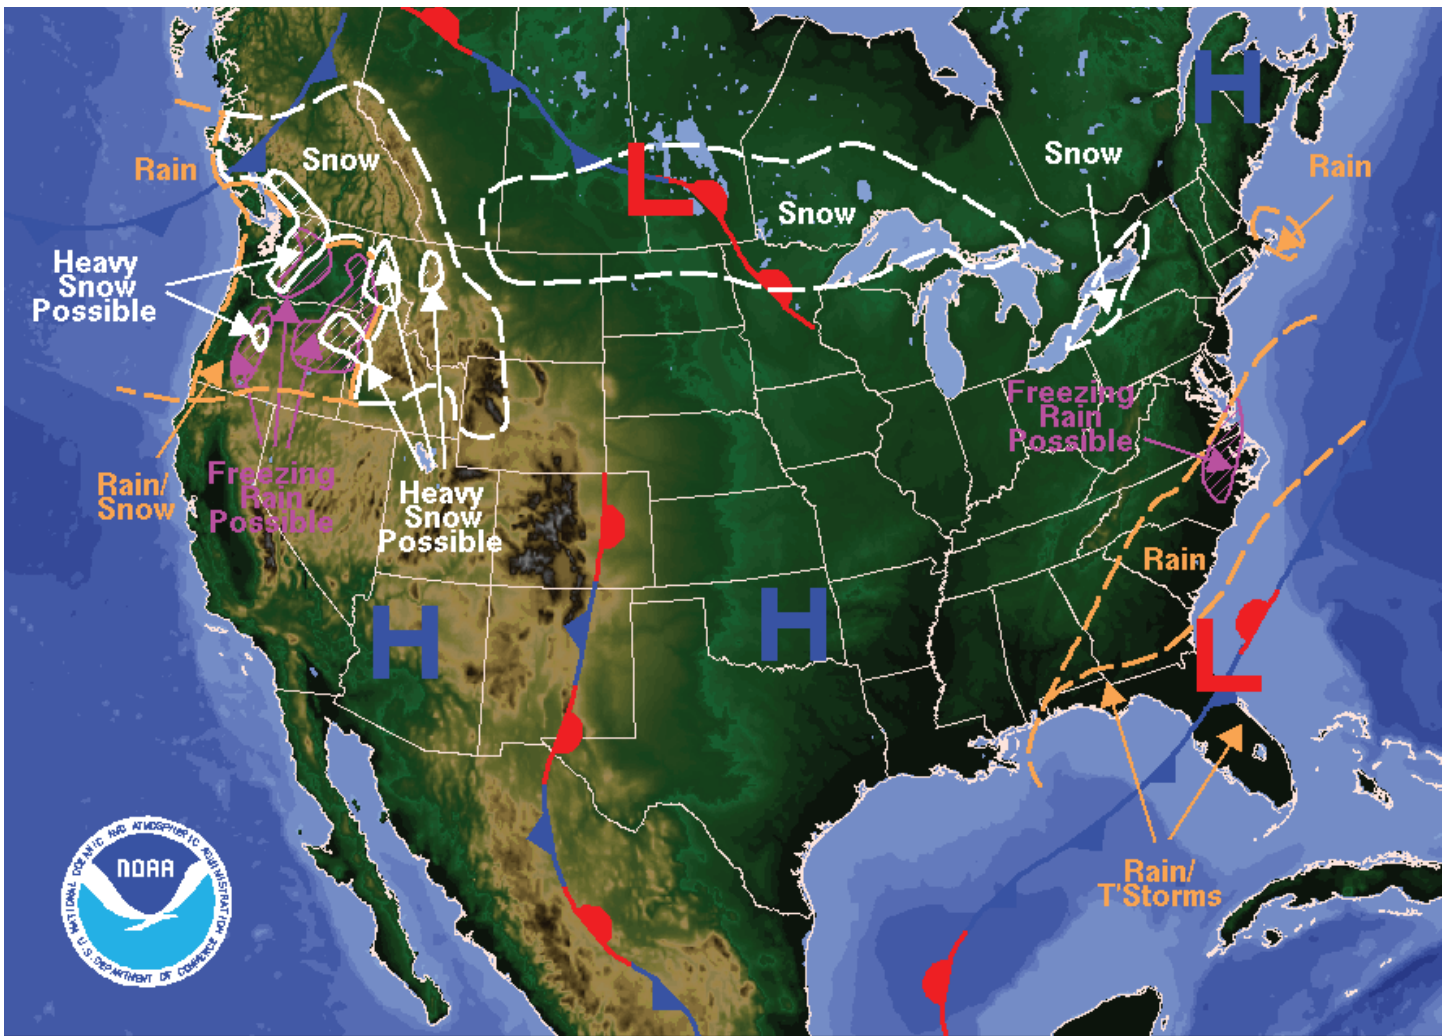 H
Snow
Rain
Snow
Rain
L
Snow
Heavy
Snow
Possible
Freezing
Rain
Possible
Rain/
Snow
Freezing
Rain
Possible
Heavy
Snow
Possible
Rain
H
H
L
Rain/
T'Storms
NATIONAL OCEANIC AND ATMOSPHERIC ADMINISTRATION
NOAA
U.S. DEPARTMENT OF COMMERCE